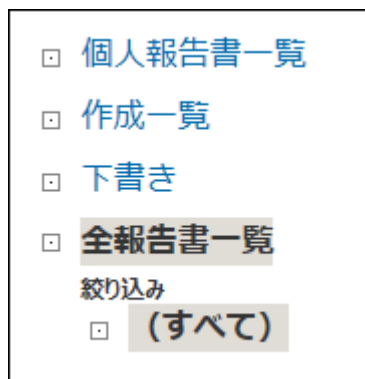 個人報告書一覧
作成一覧
下書き
全報告書一覧
絞り込み
(すべて)